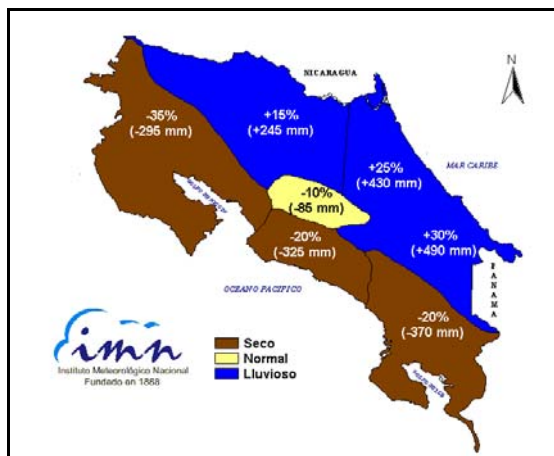 N
NICARAGUA
-35%
(-295 mm)
+15%
(+245 mm)
+25%
(+430 mm)
MAR CARIBE
-10%
(-85 mm)
-20%
(-325 mm)
+30%
(+490 mm)
PANAMA
OCEANO PACIFICO
-20%
(-370 mm)
imn
Instituto Meteorológico Nacional
Fundado en 1888
Seco
Normal
Lluvioso